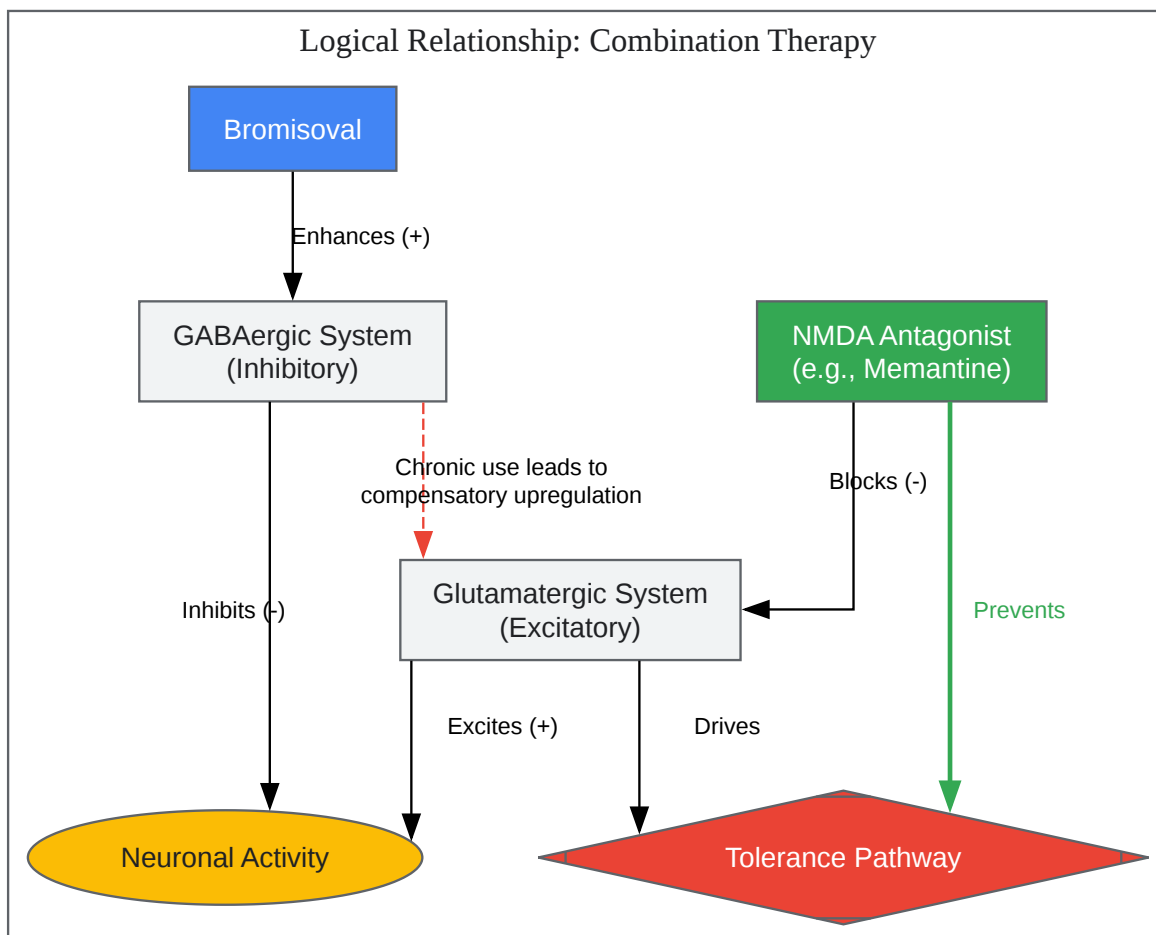 Logical Relationship: Combination Therapy
Bromisoval
Enhances (+)
GABAergic System
(Inhibitory)
NMDA Antagonist
(e.g., Memantine)
Chronic use leads to
compensatory upregulation
Blocks (-)
Glutamatergic System
(Excitatory)
Inhibits (-)
Prevents
Excites (+)
Drives
Neuronal Activity
Tolerance Pathway